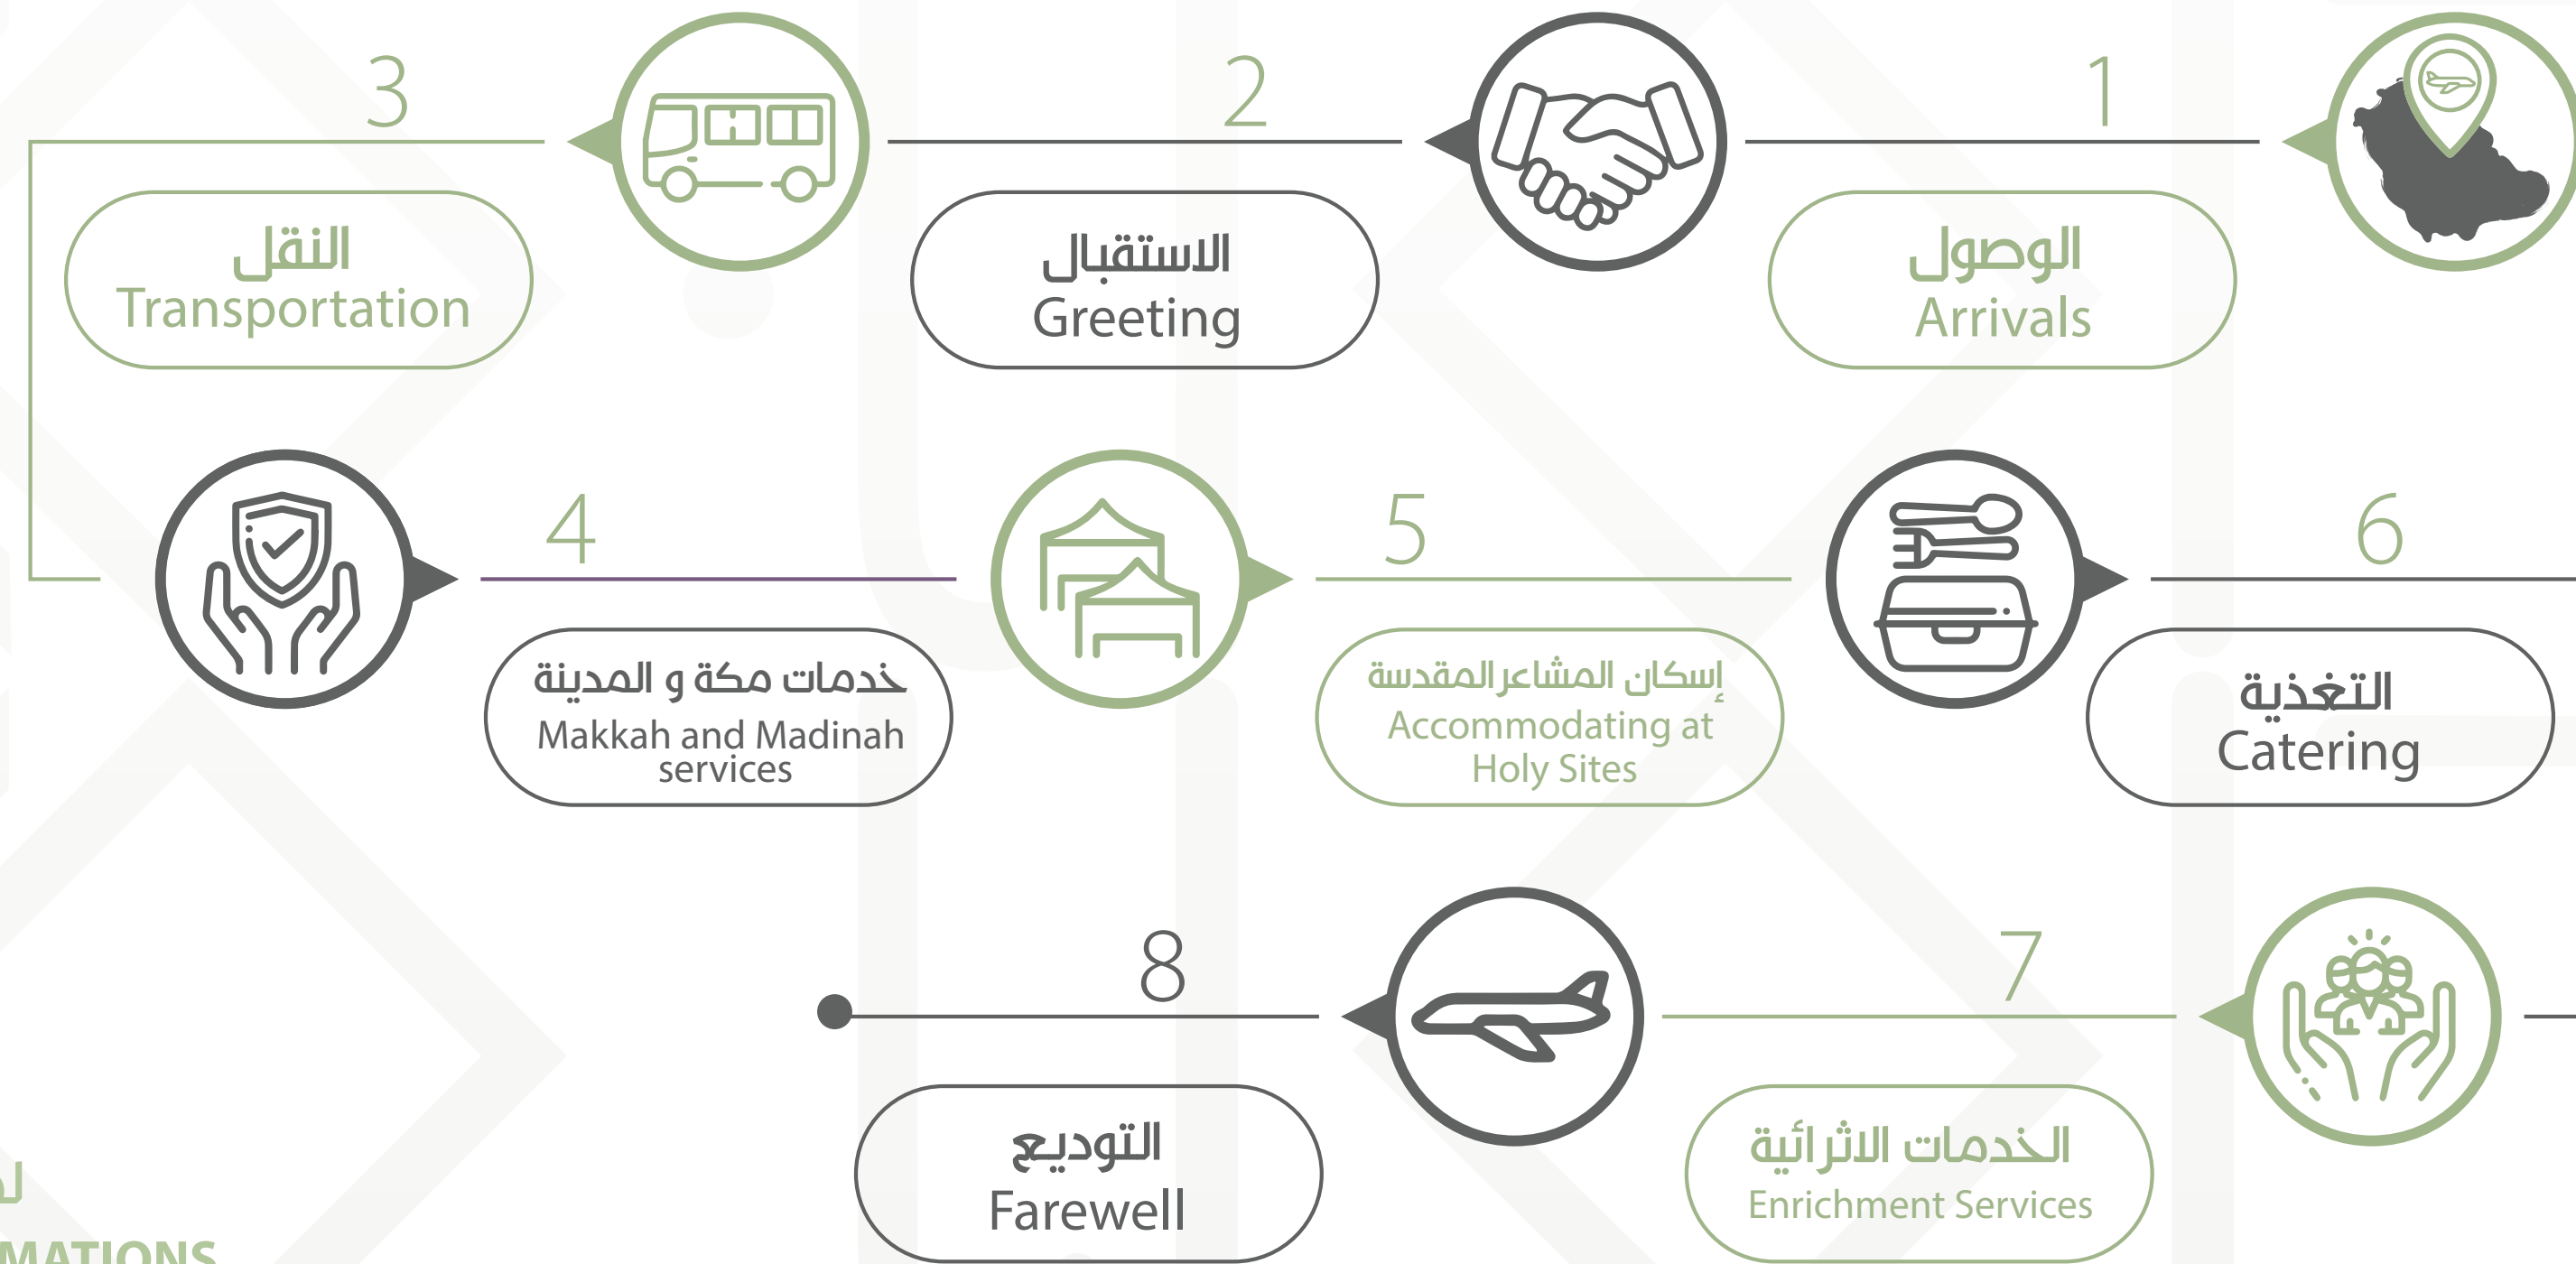 1
الوصول
Arrivals
2
الاستقبال
Greeting
3
النقل
Transportation
4
خدمات مكة و المدينة
Makkah and Madinah
services
5
إسكان المشاعر المقدسة
Accommodating at
Holy Sites
6
التغذية
Catering
7
الخدمات الاثرائية
Enrichment Services
8
التوديع
Farewell
MATIONS